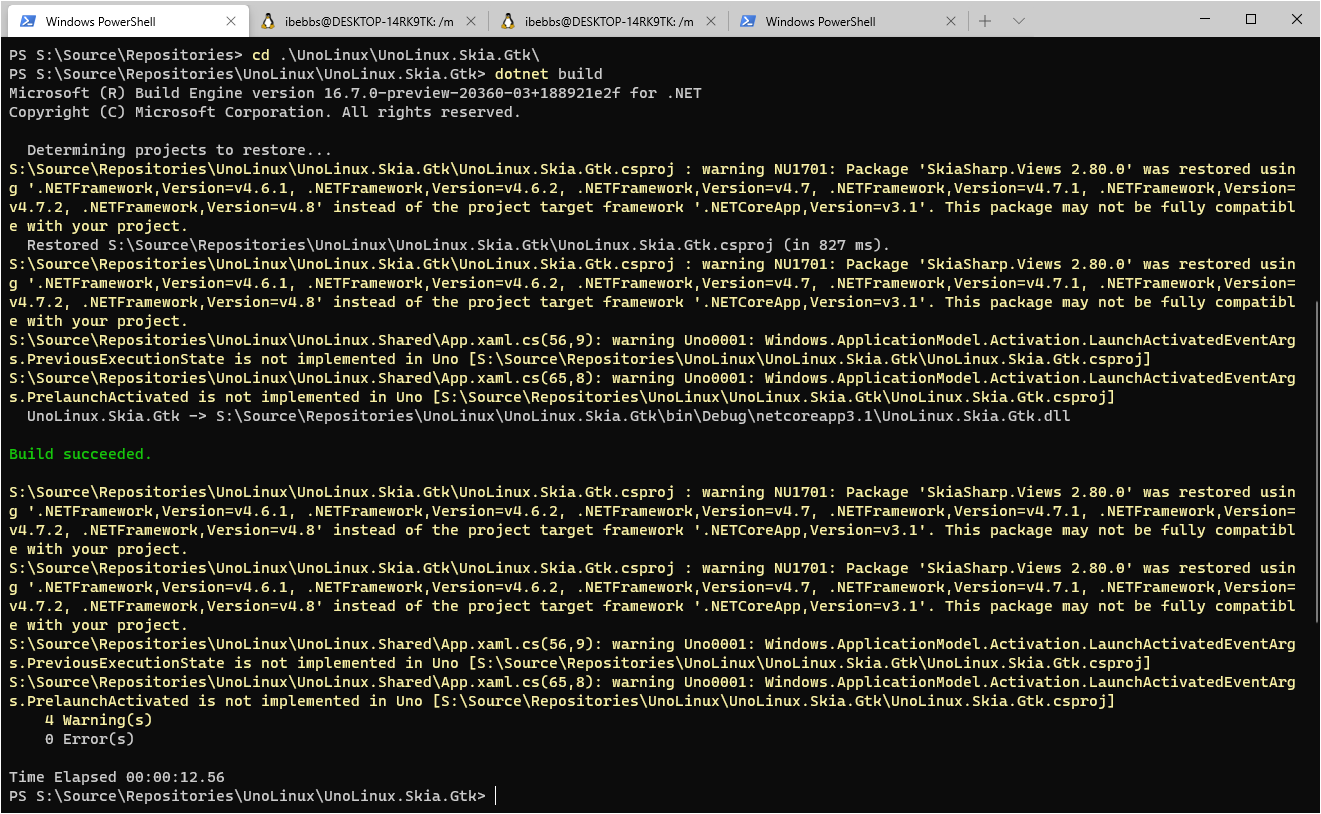 Windows PowerShell
ibebbs@DESKTOP-14RK9TK: /m
ibebbs@DESKTOP-14RK9TK: /m
Windows PowerShell
PS S:\Source\Repositories> cd .\UnoLinux\UnoLinux.Skia.Gtk\
PS S:\Source\Repositories\UnoLinux\UnoLinux.Skia.Gtk> dotnet build
Microsoft (R) Build Engine version 16.7.0-preview-20360-03+188921e2f for .NET
Copyright (C) Microsoft Corporation. All rights reserved.
Determining projects to restore...
S:\Source\Repositories\UnoLinux\UnoLinux.Skia.Gtk\UnoLinux.Skia.Gtk.csproj : warning NU1701: Package 'SkiaSharp.Views 2.80.0' was restored usin
g '.NETFramework,Version=v4.6.1, .NETFramework,Version=v4.6.2, .NETFramework,Version=v4.7, .NETFramework,Version=v4.7.1, .NETFramework,Version=
v4.7.2, .NETFramework,Version=v4.8' instead of the project target framework '.NETCoreApp,Version=v3.1'. This package may not be fully compatibl
e with your project.
Restored S:\Source\Repositories\UnoLinux\UnoLinux.Skia.Gtk\UnoLinux.Skia.Gtk.csproj (in 827 ms).
S:\Source\Repositories\UnoLinux\UnoLinux.Skia.Gtk\UnoLinux.Skia.Gtk.csproj : warning NU1701: Package 'SkiaSharp.Views 2.80.0' was restored usin
g '.NETFramework,Version=v4.6.1, .NETFramework,Version=v4.6.2, .NETFramework,Version=v4.7, .NETFramework,Version=v4.7.1, .NETFramework,Version=
v4.7.2, .NETFramework,Version=v4.8' instead of the project target framework '.NETCoreApp,Version=v3.1'. This package may not be fully compatibl
e with your project.
S:\Source\Repositories\UnoLinux\UnoLinux.Shared\App.xaml.cs(56,9): warning Uno0001: Windows.ApplicationModel.Activation.LaunchActivatedEventArg
s.PreviousExecutionState is not implemented in Uno [S:\Source\Repositories\UnoLinux\UnoLinux.Skia.Gtk\UnoLinux.Skia.Gtk.csproj]
S:\Source\Repositories\UnoLinux\UnoLinux.Shared\App.xaml.cs(65,8): warning Uno0001: Windows.ApplicationModel.Activation.LaunchActivatedEventArg
s.PrelaunchActivated is not implemented in Uno [S:\Source\Repositories\UnoLinux\UnoLinux.Skia.Gtk\UnoLinux.Skia.Gtk.csproj]
UnoLinux.Skia.Gtk -> S:\Source\Repositories\UnoLinux\UnoLinux.Skia.Gtk\bin\Debug\netcoreapp3.1\UnoLinux.Skia.Gtk.dll
Build succeeded.
S:\Source\Repositories\UnoLinux\UnoLinux.Skia.Gtk\UnoLinux.Skia.Gtk.csproj : warning NU1701: Package 'SkiaSharp.Views 2.80.0' was restored usin
g '.NETFramework,Version=v4.6.1, .NETFramework,Version=v4.6.2, .NETFramework,Version=v4.7, .NETFramework,Version=v4.7.1, .NETFramework,Version=
v4.7.2, .NETFramework,Version=v4.8' instead of the project target framework '.NETCoreApp,Version=v3.1'. This package may not be fully compatibl
e with your project.
S:\Source\Repositories\UnoLinux\UnoLinux.Skia.Gtk\UnoLinux.Skia.Gtk.csproj : warning NU1701: Package 'SkiaSharp.Views 2.80.0' was restored usin
g '.NETFramework,Version=v4.6.1, .NETFramework,Version=v4.6.2, .NETFramework,Version=v4.7, .NETFramework,Version=v4.7.1, .NETFramework,Version=
v4.7.2, .NETFramework,Version=v4.8' instead of the project target framework '.NETCoreApp,Version=v3.1'. This package may not be fully compatibl
e with your project.
S:\Source\Repositories\UnoLinux\UnoLinux.Shared\App.xaml.cs(56,9): warning Uno0001: Windows.ApplicationModel.Activation.LaunchActivatedEventArg
s.PreviousExecutionState is not implemented in Uno [S:\Source\Repositories\UnoLinux\UnoLinux.Skia.Gtk\UnoLinux.Skia.Gtk.csproj]
S:\Source\Repositories\UnoLinux\UnoLinux.Shared\App.xaml.cs(65,8): warning Uno0001: Windows.ApplicationModel.Activation.LaunchActivatedEventArg
s.PrelaunchActivated is not implemented in Uno [S:\Source\Repositories\UnoLinux\UnoLinux.Skia.Gtk\UnoLinux.Skia.Gtk.csproj]
4 Warning(s)
0 Error(s)
Time Elapsed 00:00:12.56
PS S:\Source\Repositories\UnoLinux\UnoLinux.Skia.Gtk>